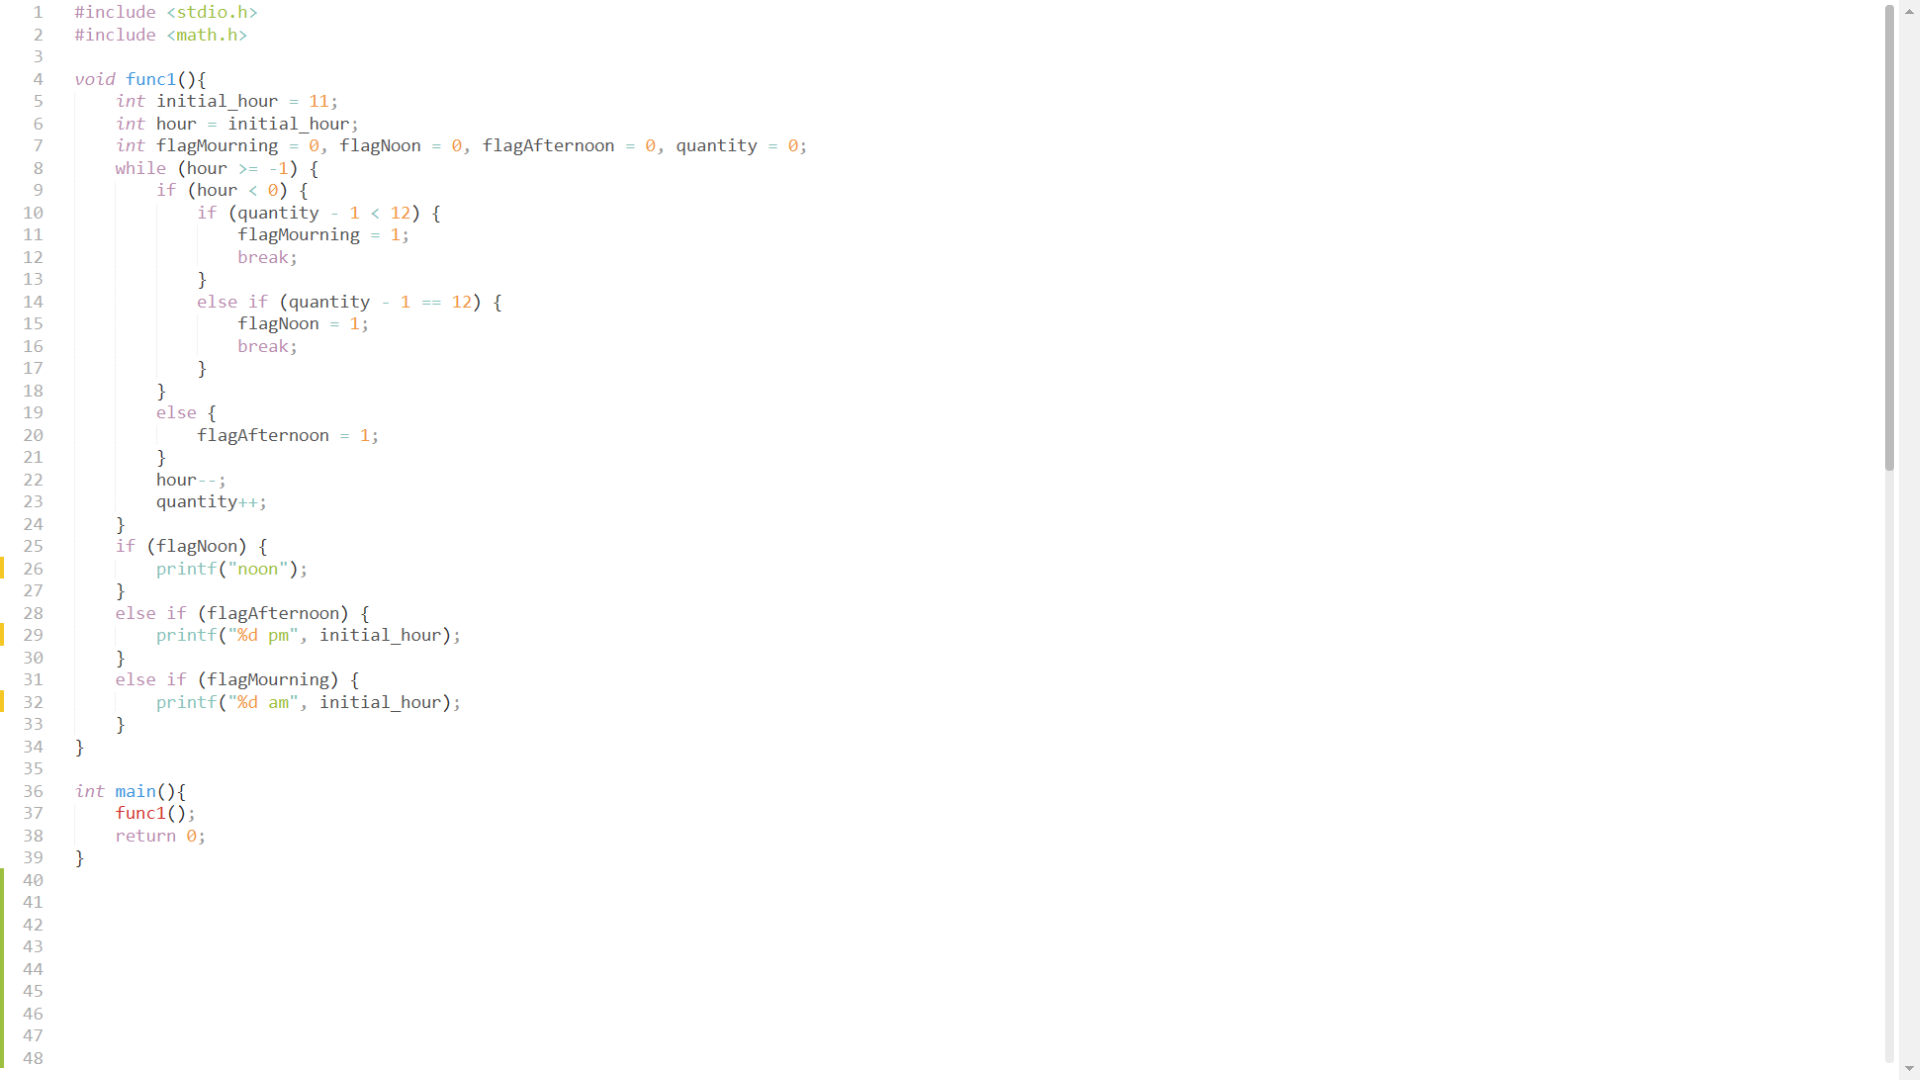 1 #include <stdio.h>
2 #include <math.h>
3
4 void func1(){
5     int initial_hour = 11;
6     int hour = initial_hour;
7     int flagMourning = 0, flagNoon = 0, flagAfternoon = 0, quantity = 0;
8     while (hour >= -1) {
9         if (hour < 0) {
10             if (quantity - 1 < 12) {
11                 flagMourning = 1;
12                 break;
13             }
14             else if (quantity - 1 == 12) {
15                 flagNoon = 1;
16                 break;
17             }
18         }
19         else {
20             flagAfternoon = 1;
21         }
22         hour--;
23         quantity++;
24     }
25     if (flagNoon) {
26         printf("noon");
27     }
28     else if (flagAfternoon) {
29         printf("%d pm", initial_hour);
30     }
31     else if (flagMourning) {
32         printf("%d am", initial_hour);
33     }
34 }
35
36 int main(){
37     func1();
38     return 0;
39 }
40
41
42
43
44
45
46
47
48